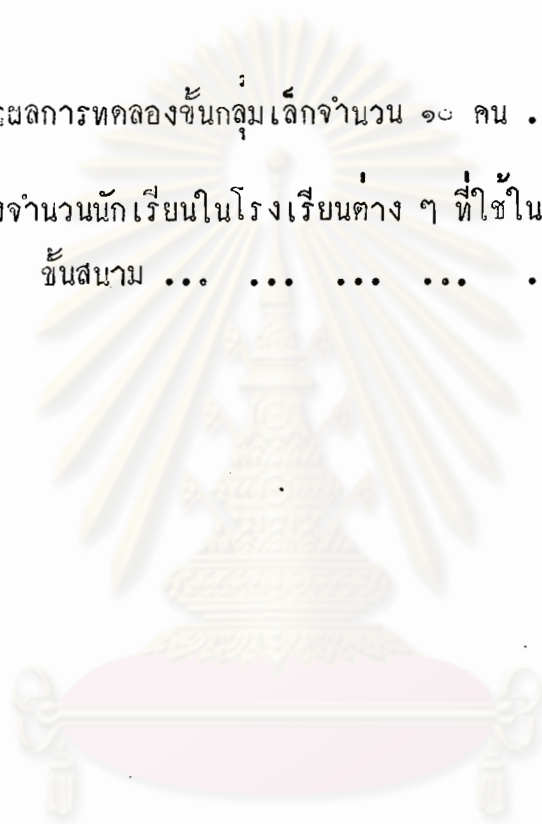 ผลการทดลองขั้นกลุ่มเล็กจำนวน ๑๐ คน .
จำนวนนักเรียนในโรงเรียนต่าง ๆ ที่ใช้ใน
ขั้นสนาม ... ... ... ... .